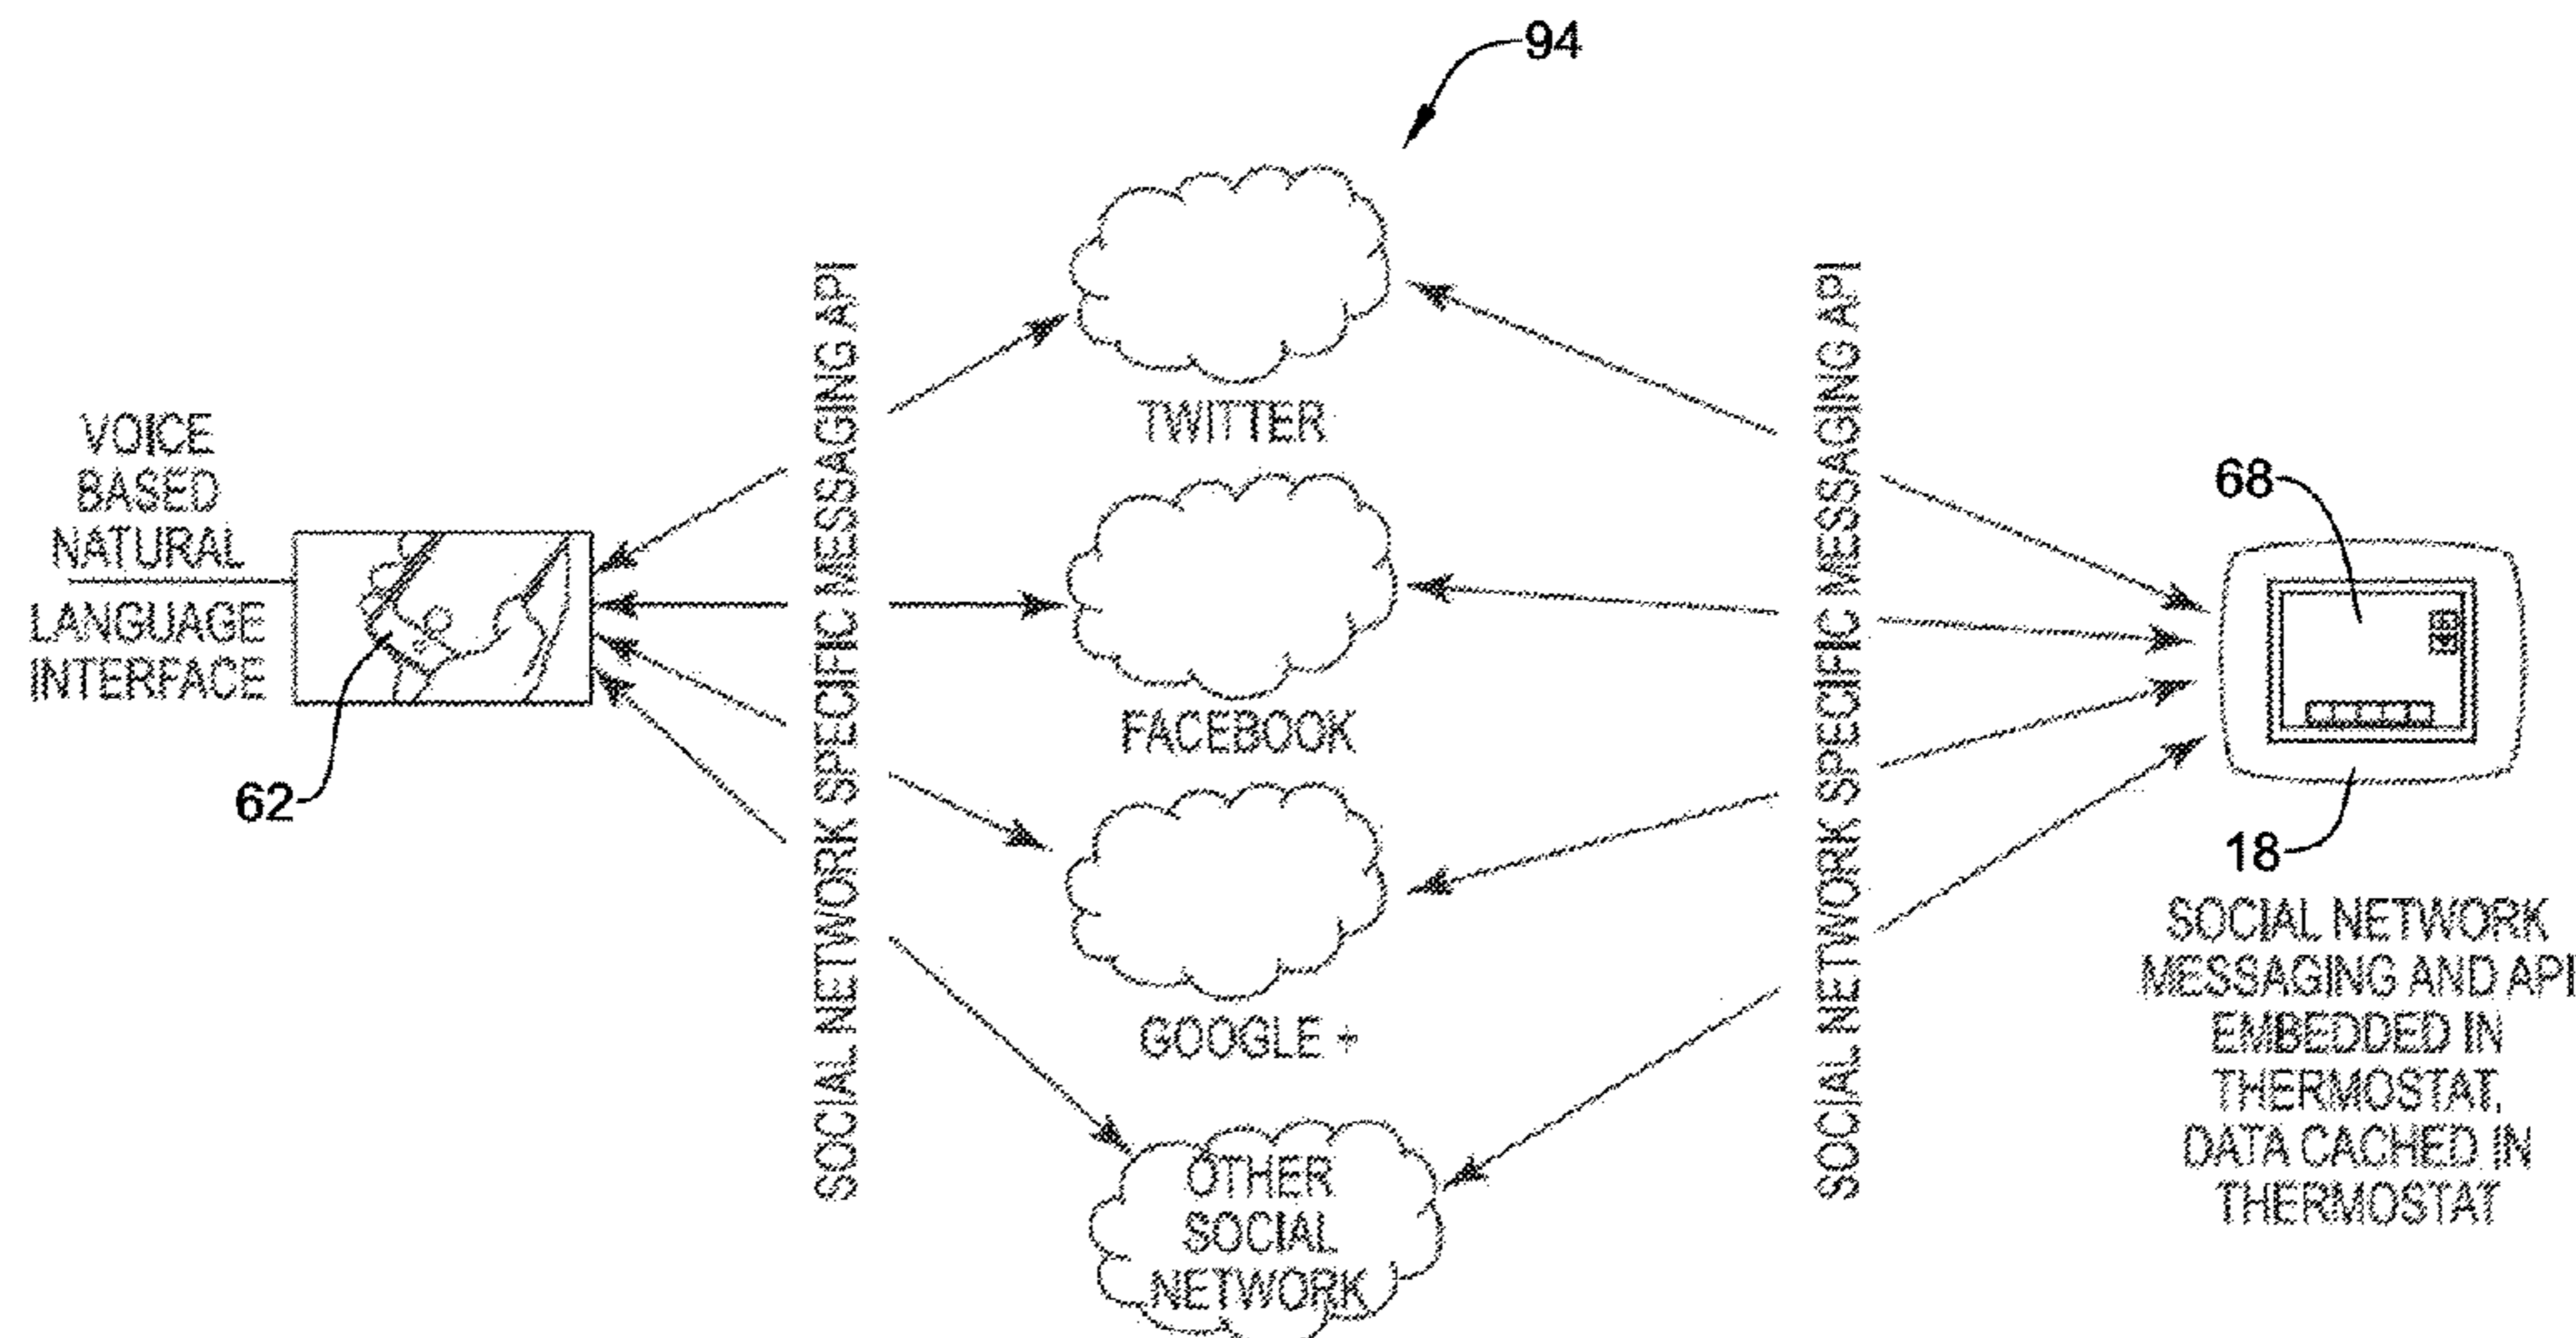 94
VOICE
BASED
NATURAL
LANGUAGE
INTERFACE
62
SOCIAL NETWORK SPECIFIC MESSAGING API
TWITTER
FACEBOOK
GOOGLE +
OTHER
SOCIAL
NETWORK
SOCIAL NETWORK SPECIFIC MESSAGING API
68
18
SOCIAL NETWORK
MESSAGING AND API
EMBEDDED IN
THERMOSTAT,
DATA CACHED IN
THERMOSTAT